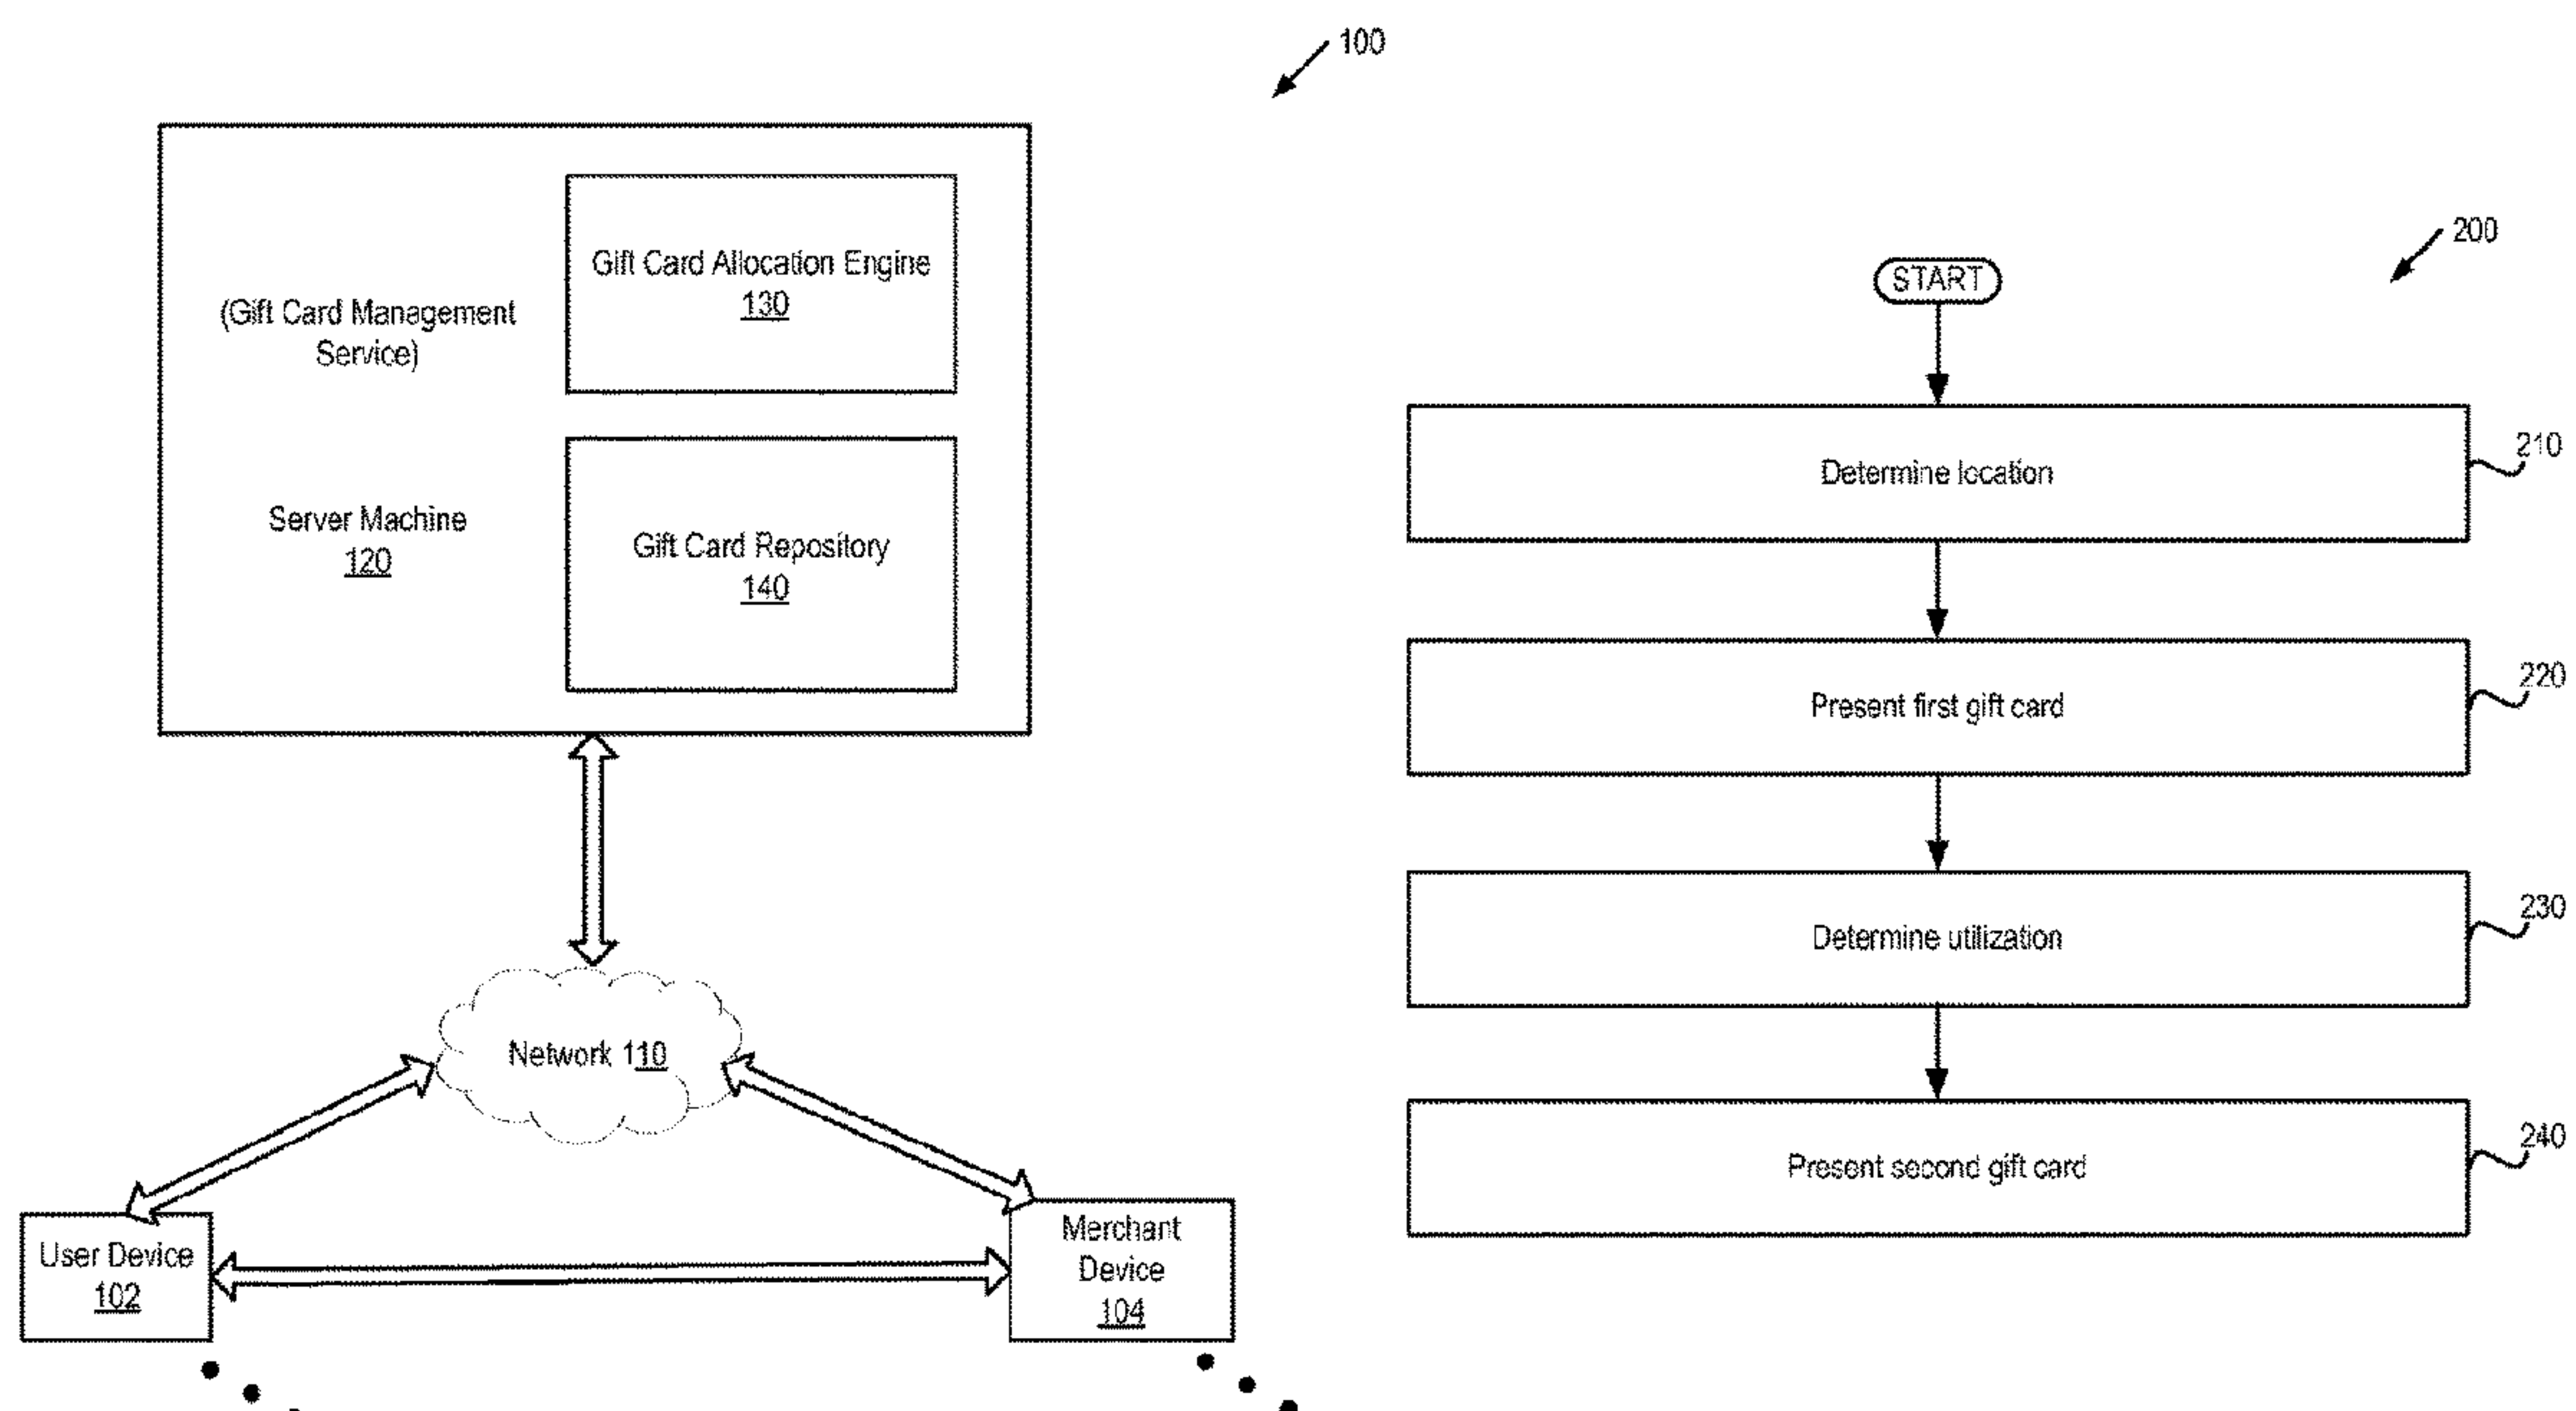 100
Gift Card Allocation Engine
130
(Gift Card Management
Service)
Server Machine
120
Gift Card Repository
140
Network 110
User Device
102
Merchant
Device
104
200
START
210
Determine location
220
Present first gift card
230
Determine utilization
240
Present second gift card